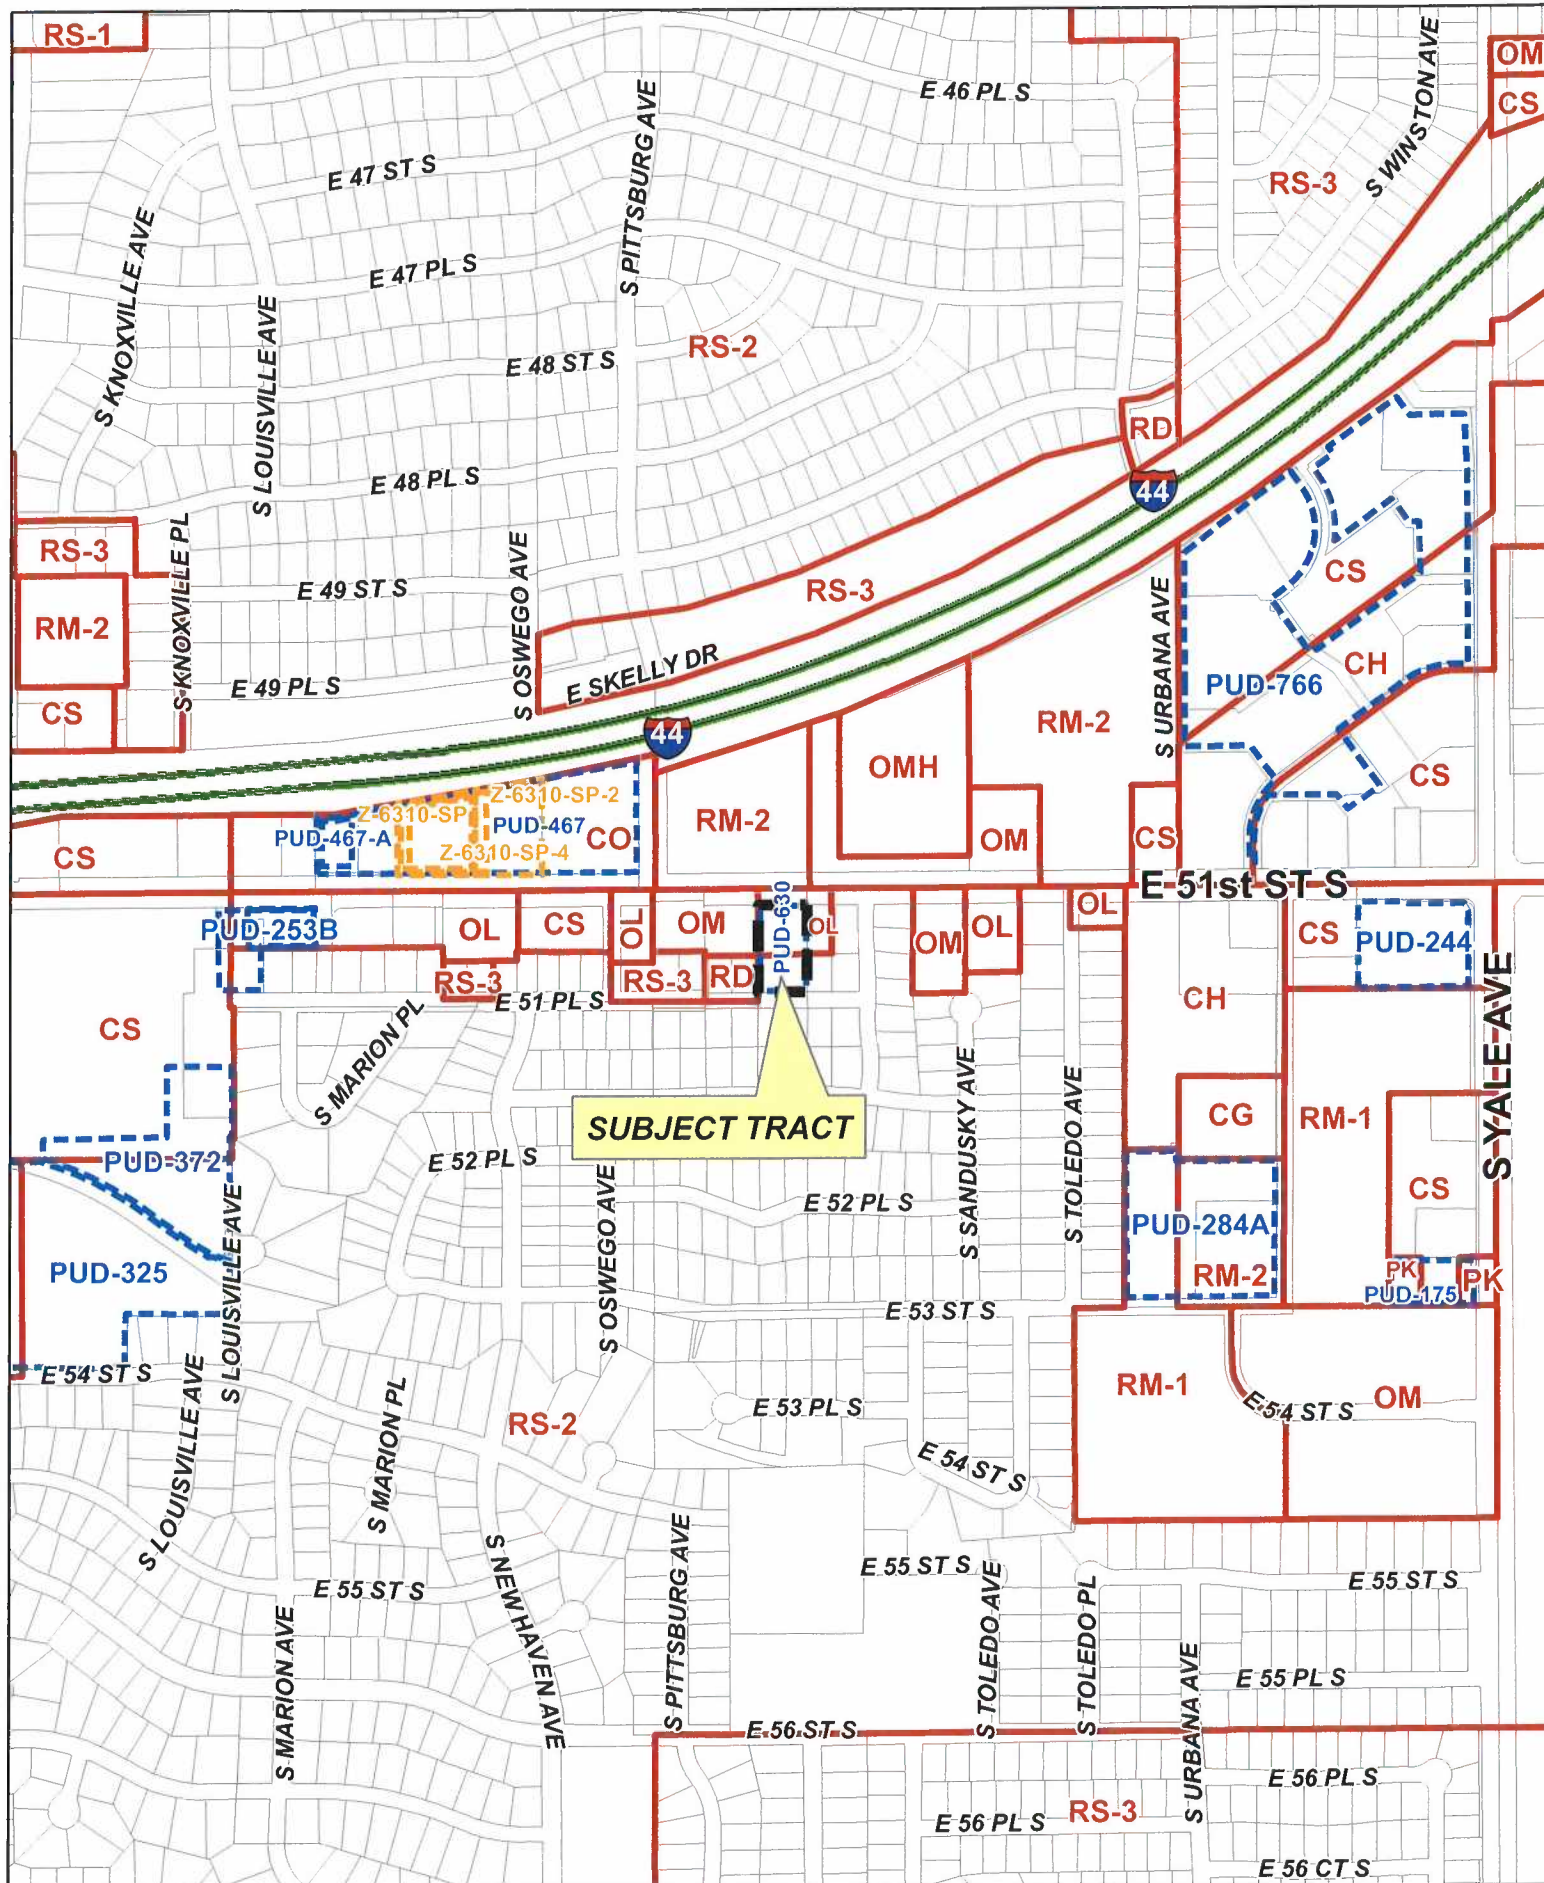 RS-1
OM
CS
E 46 PL S
S WINSTON AVE
S PITTSBURG AVE
E 47 ST S
RS-3
S KNOXVILLE AVE
E 47 PL S
S LOUISVILLE AVE
RS-2
E 48 ST S
RD
E 48 PL S
44
S KNOXVILLE PL
RS-3
S OSWEGO AVE
CS
RS-3
E 49 ST S
S URBANA AVE
RM-2
CH
E SKELLY DR
PUD-766
E 49 PL S
CS
44
RM-2
OMH
CS
Z-6310-SP-2
Z-6310-SP
PUD-467
RM-2
PUD-467-A
CO
OM
CS
Z-6310-SP-4
CS
E 51st ST S
PUD-630
OL
PUD-253B
OL
CS
OL
OM
OL
OM
OL
CS
PUD-244
RS-3
RS-3
RD
E 51 PL S
CH
CS
S YALE AVE
S MARION PL
S SANDUSKY AVE
S TOLEDO AVE
SUBJECT TRACT
CG
RM-1
PUD-372
E 52 PL S
S OSWEGO AVE
E 52 PL S
CS
PUD-284A
S LOUISVILLE AVE
PUD-325
RM-2
PK
PK
PUD-175
E 53 ST S
E 54 ST S
S LOUISVILLE AVE
S MARION PL
RM-1
OM
E 53 PL S
E 54 ST S
RS-2
E 54 ST S
S NEW HAVEN AVE
S PITTSBURG AVE
E 55 ST S
S TOLEDO AVE
S TOLEDO PL
E 55 ST S
E 55 ST S
S MARION AVE
S URBANA AVE
E 55 PL S
E 56 ST S
E 56 PL S
RS-3
E 56 PL S
E 56 CT S